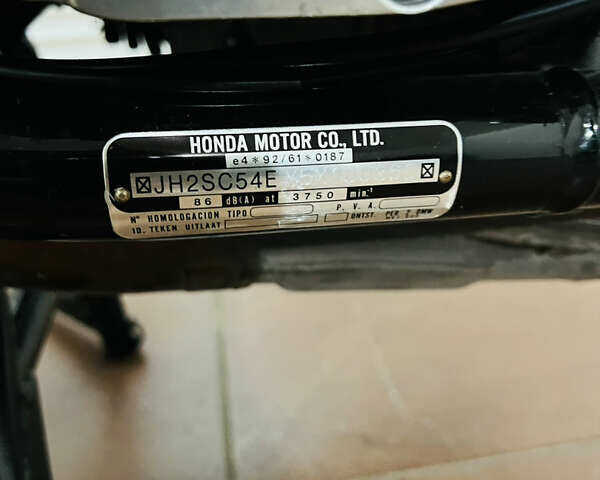 HONDA MOTOR CO., LTD.
e4*92/61*0187
JH2SC54E
86 dB(A) at 3750 min.⁻¹
Nº HOMOLOGACION TIPO P. V. A.
ID. TEKEN UITLAAT ONTST.